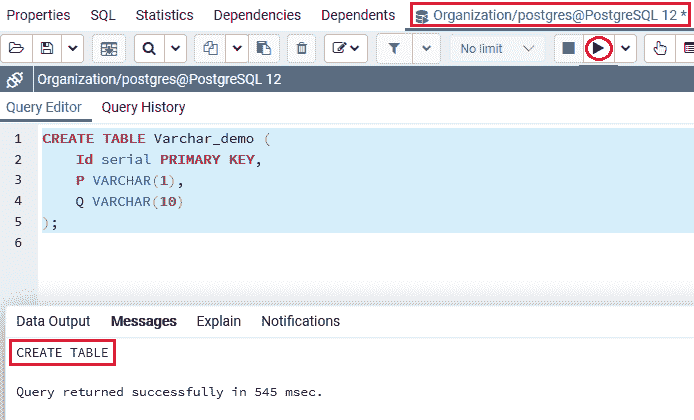 Properties SQL Statistics Dependencies Dependents Organization/postgres@PostgreSQL 12 *
No limit
Organization/postgres@PostgreSQL 12
Query Editor Query History
1 CREATE TABLE Varchar_demo (
2 Id serial PRIMARY KEY,
3 P VARCHAR(1),
4 Q VARCHAR(10)
5 );
6
Data Output Messages Explain Notifications
CREATE TABLE
Query returned successfully in 545 msec.